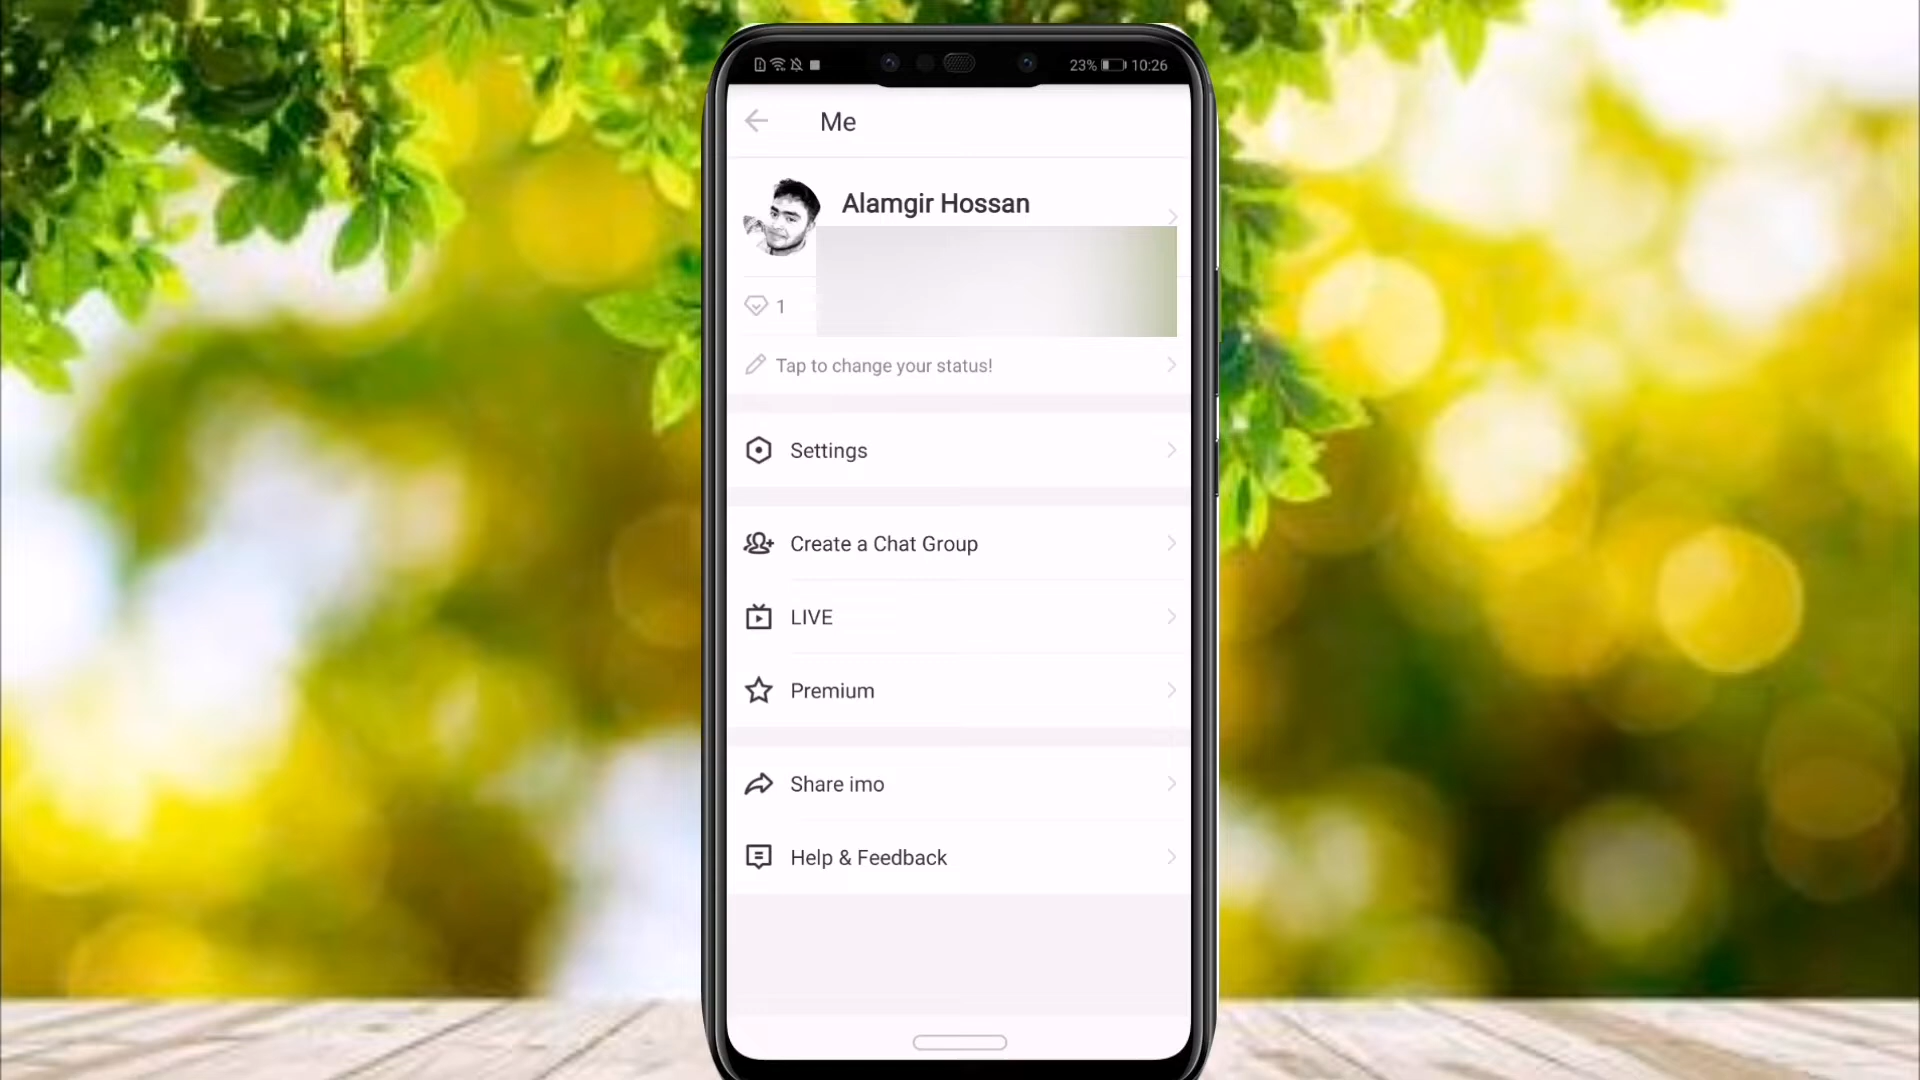 23% 10:26
Me
Alamgir Hossan
1
Tap to change your status!
Settings
Create a Chat Group
LIVE
Premium
Share imo
Help & Feedback